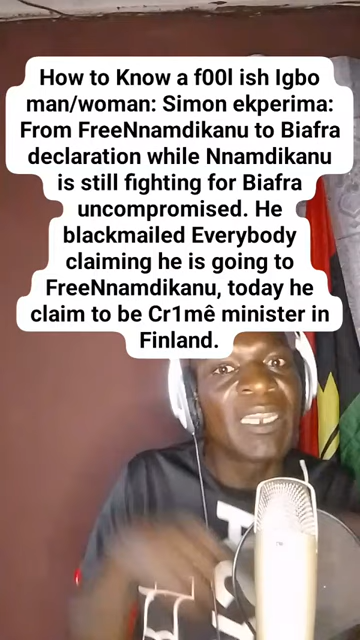 How to Know a f00l ish Igbo
man/woman: Simon ekperima:
From FreeNnamdikanu to Biafra
declaration while Nnamdikanu
is still fighting for Biafra
uncompromised. He
blackmailed Everybody
claiming he is going to
FreeNnamdikanu, today he
claim to be Cr1mê minister in
Finland.